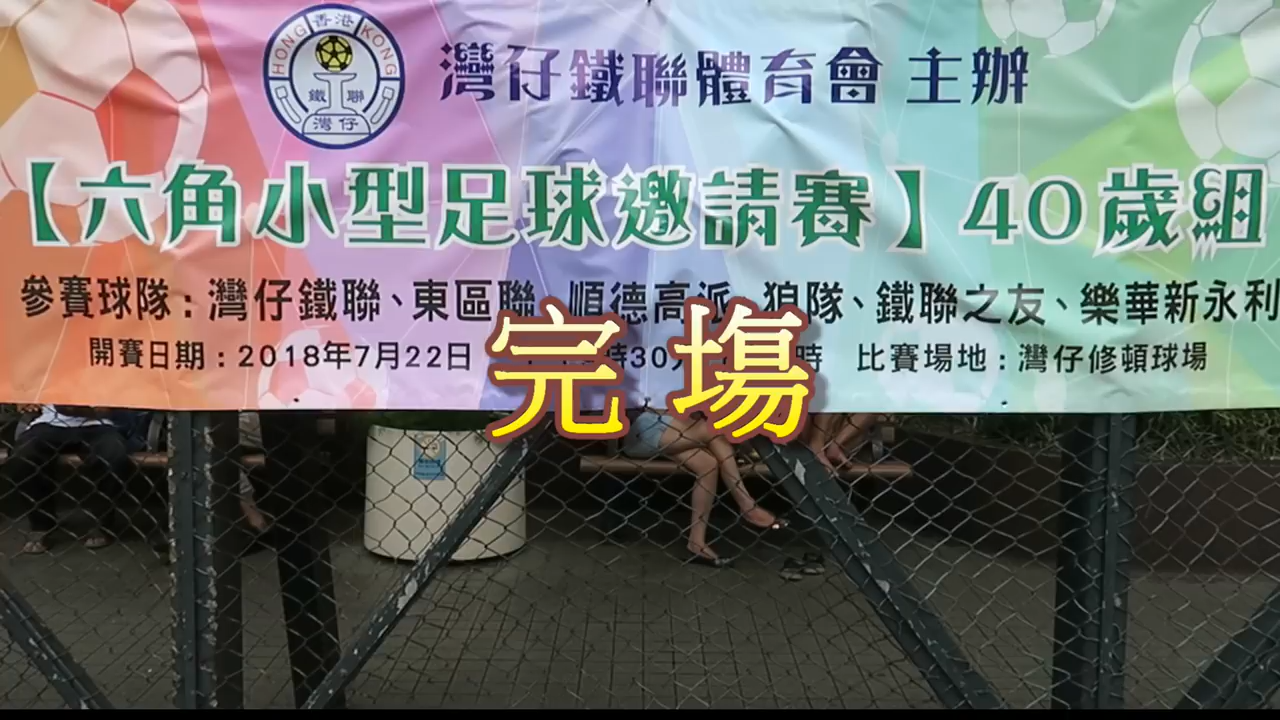 香港
HONG KONG
鐵聯
灣仔
灣仔鐵聯體育會 主辦
【六角小型足球邀請賽】40歲組
參賽球隊：灣仔鐵聯、東區聯、順德高派、狼隊、鐵聯之友、樂華新永利
開賽日期：2018年7月22日 時30 時 比賽場地：灣仔修頓球場
完場